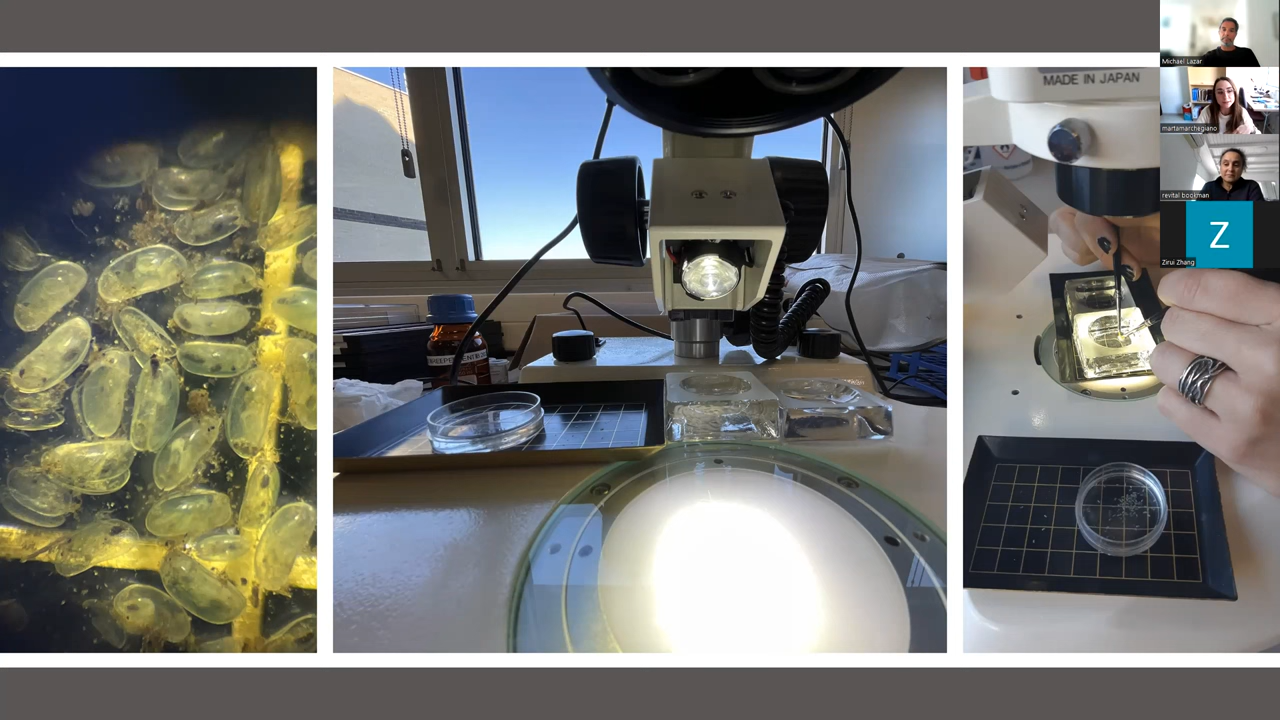 MADE IN JAPAN
Michael Lazar
martamarchegiano
revital bookman
Z
Zirui Zhang